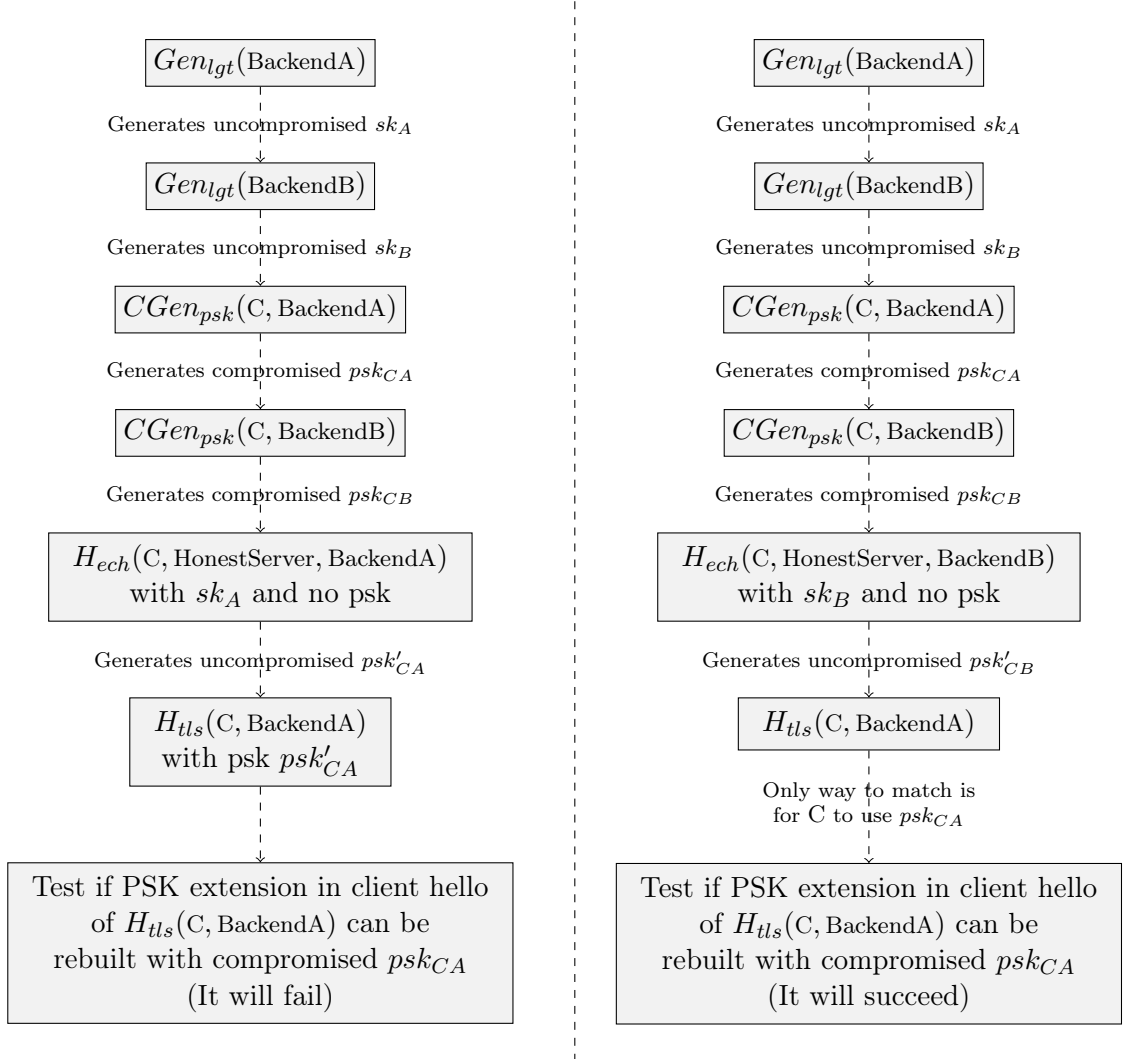 Gen_lgt(BackendA)
Generates uncompromised sk_A
Gen_lgt(BackendB)
Generates uncompromised sk_B
CGen_psk(C, BackendA)
Generates compromised psk_CA
CGen_psk(C, BackendB)
Generates compromised psk_CB
H_ech(C, HonestServer, BackendA)
with sk_A and no psk
Generates uncompromised psk'_CA
H_tls(C, BackendA)
with psk psk'_CA
Test if PSK extension in client hello
of H_tls(C, BackendA) can be
rebuilt with compromised psk_CA
(It will fail)
Gen_lgt(BackendA)
Generates uncompromised sk_A
Gen_lgt(BackendB)
Generates uncompromised sk_B
CGen_psk(C, BackendA)
Generates compromised psk_CA
CGen_psk(C, BackendB)
Generates compromised psk_CB
H_ech(C, HonestServer, BackendB)
with sk_B and no psk
Generates uncompromised psk'_CB
H_tls(C, BackendA)
Only way to match is
for C to use psk_CA
Test if PSK extension in client hello
of H_tls(C, BackendA) can be
rebuilt with compromised psk_CA
(It will succeed)